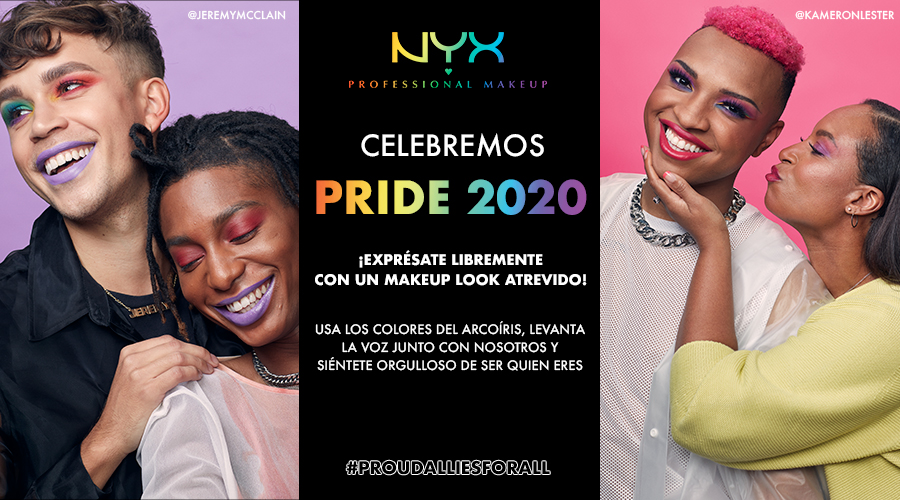 @JEREMYMCCLAIN
@KAMERONLESTER
NYX
PROFESSIONAL MAKEUP
CELEBREMOS
PRIDE 2020
¡EXPRÉSATE LIBREMENTE
CON UN MAKEUP LOOK ATREVIDO!
USA LOS COLORES DEL ARCOÍRIS, LEVANTA
LA VOZ JUNTO CON NOSOTROS Y
SIÉNTETE ORGULLOSO DE SER QUIEN ERES
#PROUDALLIESFORALL